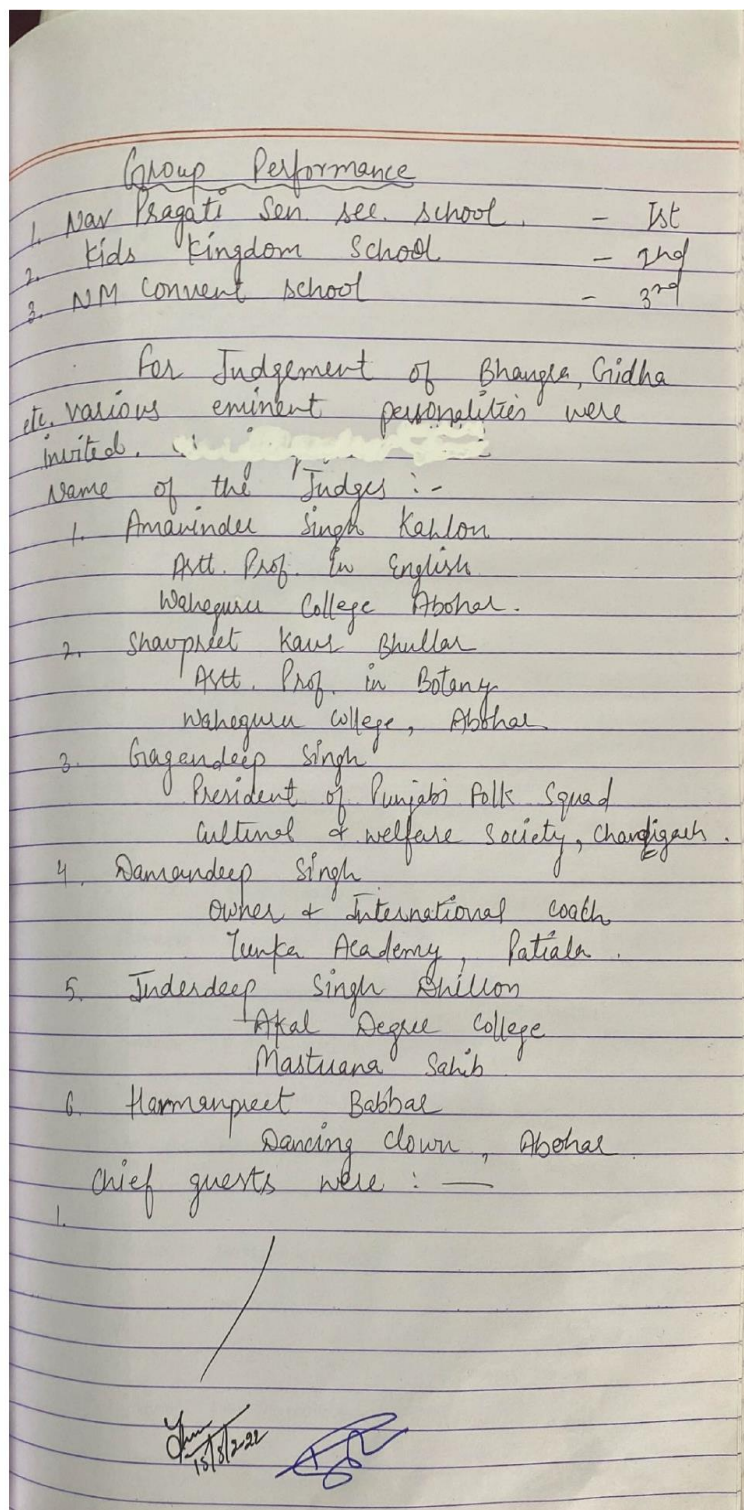 Group Performance
1. Nav Pragati Sen. sec. school. - Ist
2. Kids Kingdom School - 2nd
3. NM Convent school - 3rd
For Judgement of Bhangra, Gidha
etc. various eminent personalities were
invited.
Name of the Judges :-
1. Amarinder Singh Kahlon
Astt. Prof. in English
Waheguru College Abohar.
2. Shavpreet Kaur Bhullar
Astt. Prof. in Botany
Waheguru College, Abohar
3. Gagandeep Singh
President of Punjabi Folk Squad
Cultural & welfare Society, Chandigarh.
4. Damandeep Singh
Owner & International coach
Academy, Patiala.
5. Inderdeep Singh Dhillon
Akal Degree College
Mastuana Sahib
6. Harmanpreet Babbar
Dancing Clown, Abohar
Chief guests were : —
1.